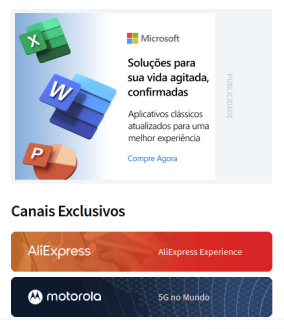 X
Microsoft
Soluções para
sua vida agitada,
confirmadas
W
Aplicativos clássicos
atualizados para uma
melhor experiência
P
Compre Agora
PUBLICIDADE
Canais Exclusivos
AliExpress AliExpress Experience
motorola 5G no Mundo